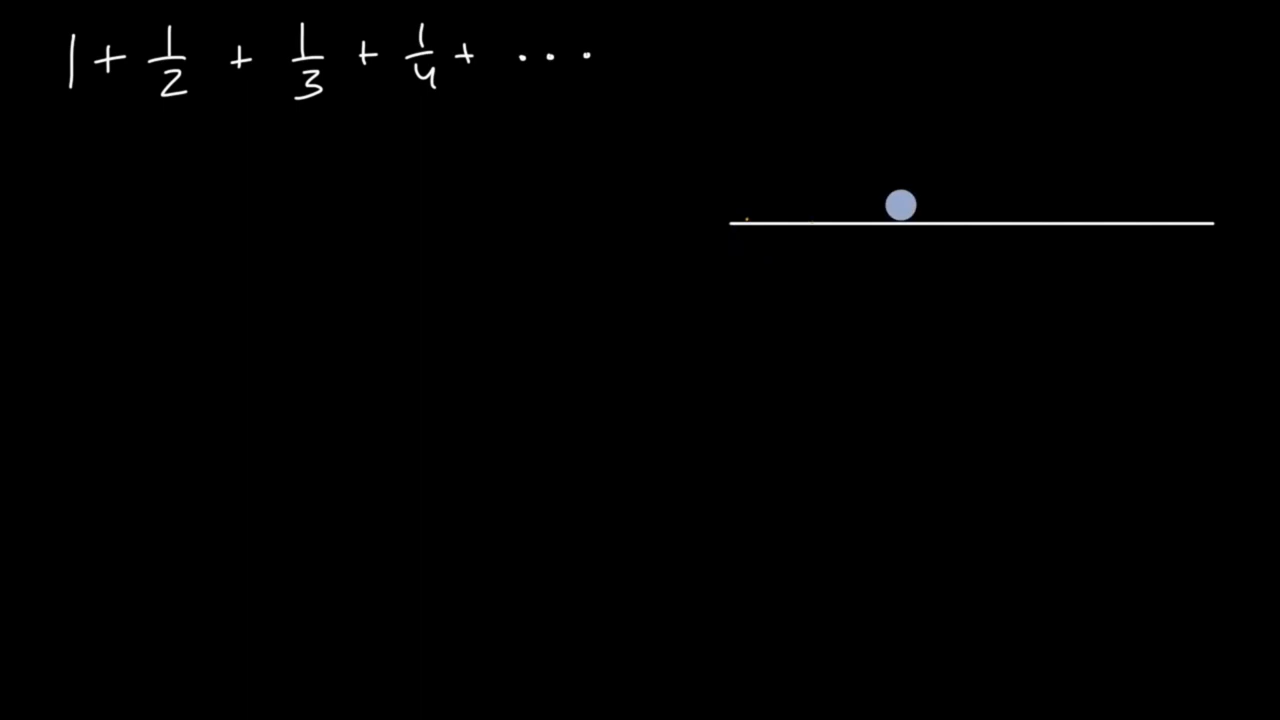 1 + 1/2 + 1/3 + 1/4 + ...